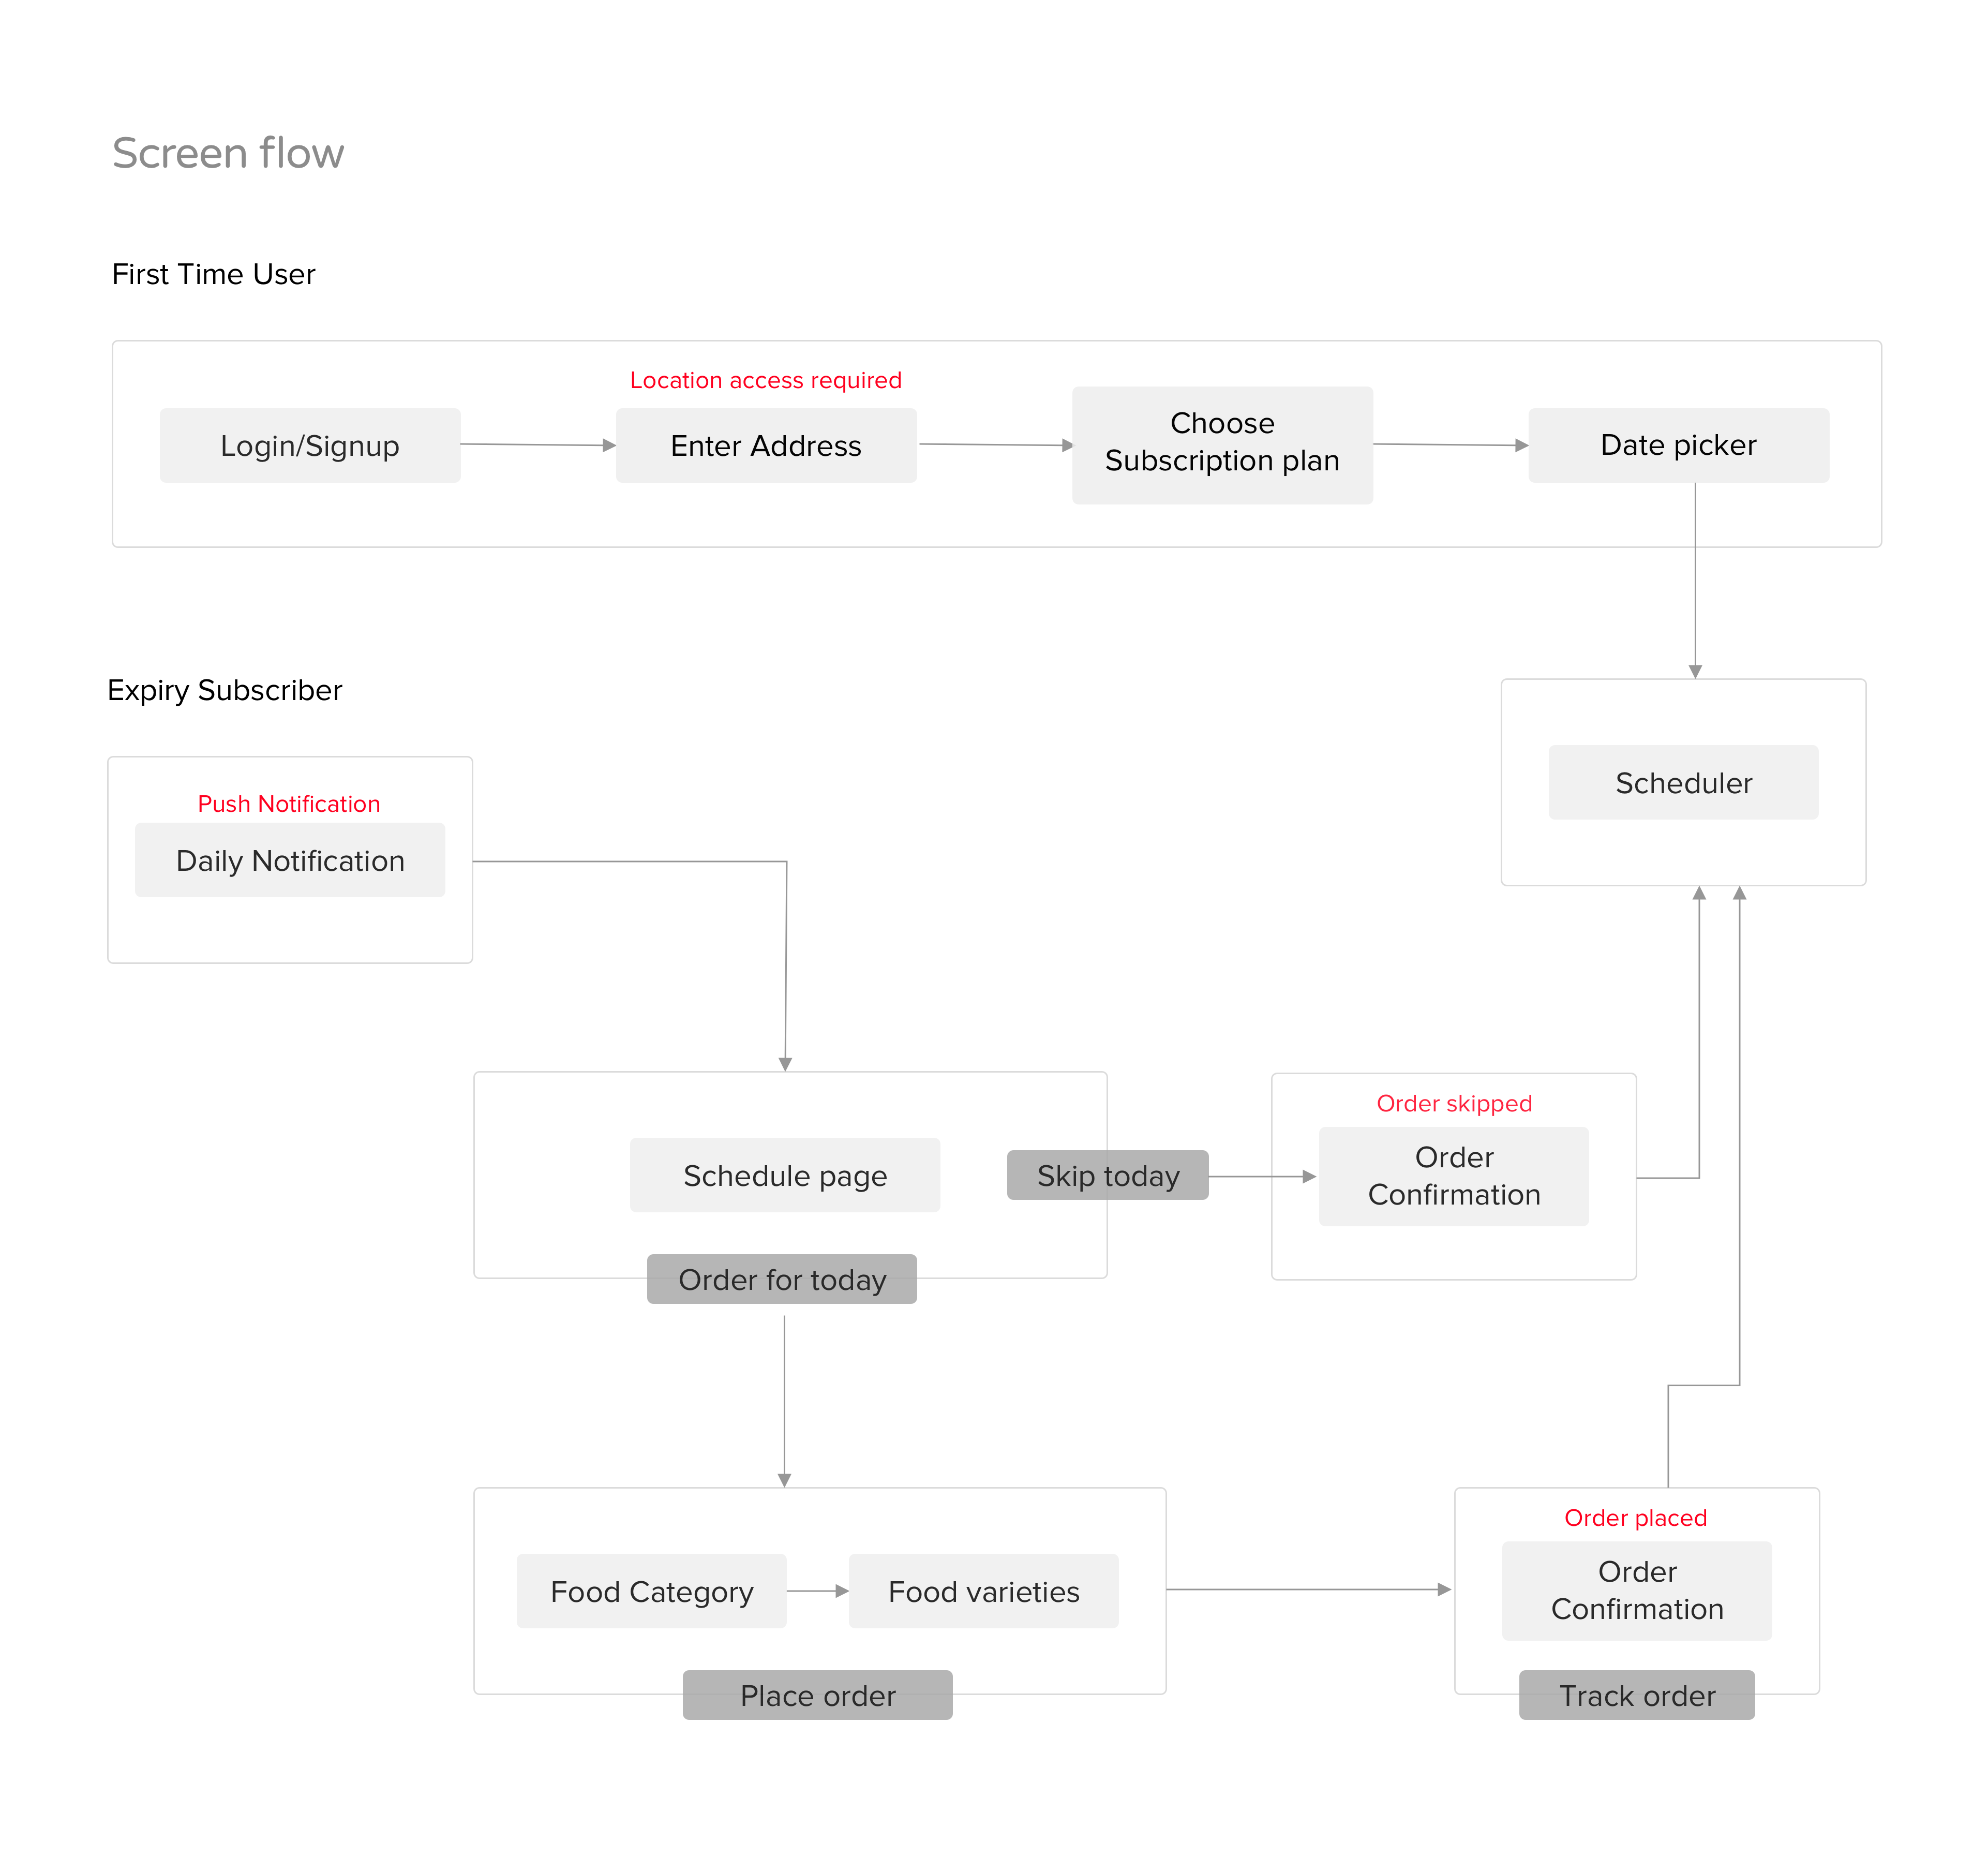 Screen flow
First Time User
Location access required
Login/Signup
Enter Address
Choose
Subscription plan
Date picker
Expiry Subscriber
Scheduler
Push Notification
Daily Notification
Schedule page
Skip today
Order skipped
Order
Confirmation
Order for today
Food Category
Food varieties
Order placed
Order
Confirmation
Place order
Track order